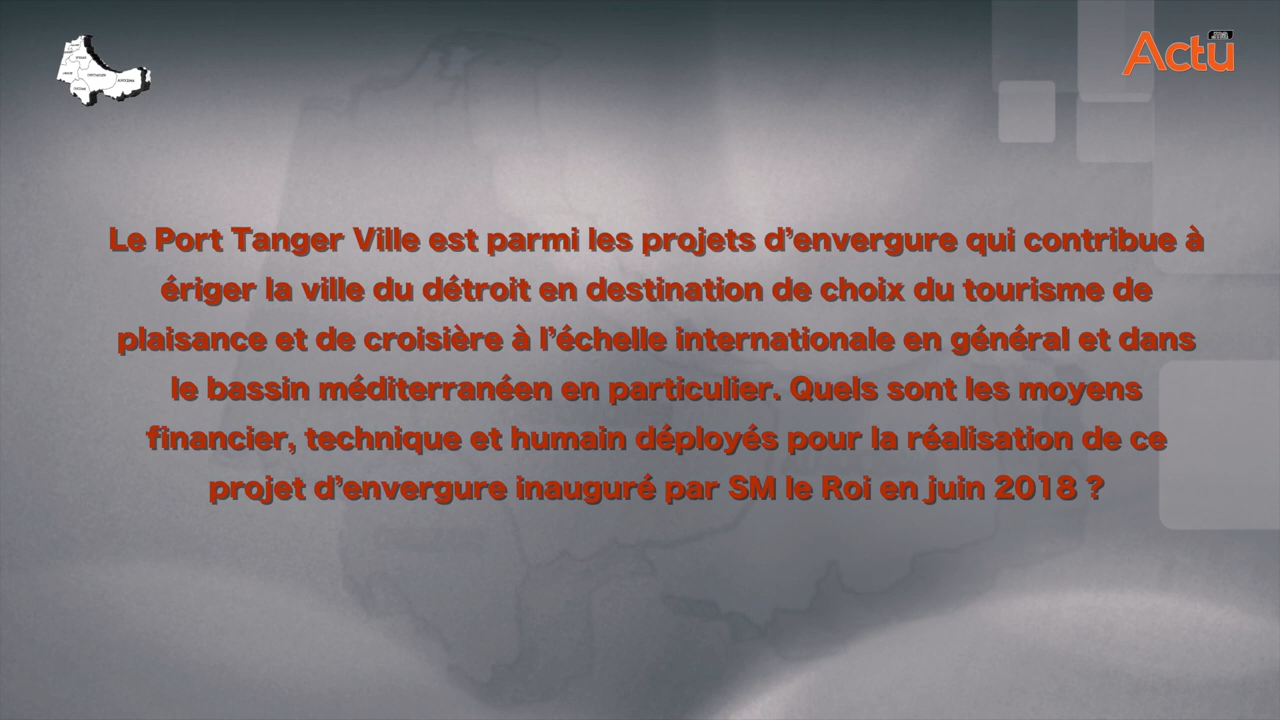 Actu
Le Port Tanger Ville est parmi les projets d’envergure qui contribue à
ériger la ville du détroit en destination de choix du tourisme de
plaisance et de croisière à l’échelle internationale en général et dans
le bassin méditerranéen en particulier. Quels sont les moyens
financier, technique et humain déployés pour la réalisation de ce
projet d’envergure inauguré par SM le Roi en juin 2018 ?